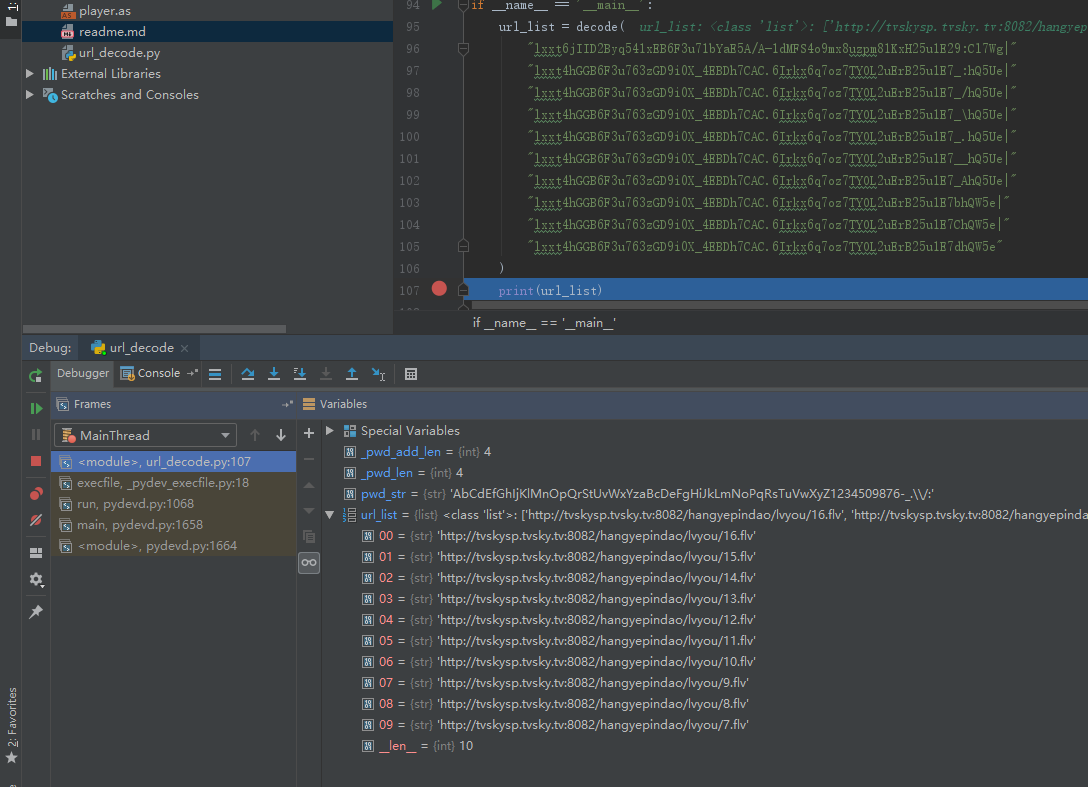 1:
player.as
readme.md
url_decode.py
External Libraries
Scratches and Consoles
94 if __name__ == '__main__':
95 url_list = decode( url_list: <class 'list'>: ['http://tvskysp.tvsky.tv:8082/hangyep
96
97 "lxxt4hGGB6F3u763zGD9i0X_4EBDh7CAC.6Irkx6q7oz7TYOL2uErB25u1E7_:hQ5Ue|"
98 "lxxt4hGGB6F3u763zGD9i0X_4EBDh7CAC.6Irkx6q7oz7TYOL2uErB25u1E7_/hQ5Ue|"
99 "lxxt4hGGB6F3u763zGD9i0X_4EBDh7CAC.6Irkx6q7oz7TYOL2uErB25u1E7_\hQ5Ue|"
100 "lxxt4hGGB6F3u763zGD9i0X_4EBDh7CAC.6Irkx6q7oz7TYOL2uErB25u1E7_.hQ5Ue|"
101 "lxxt4hGGB6F3u763zGD9i0X_4EBDh7CAC.6Irkx6q7oz7TYOL2uErB25u1E7__hQ5Ue|"
102 "lxxt4hGGB6F3u763zGD9i0X_4EBDh7CAC.6Irkx6q7oz7TYOL2uErB25u1E7_AhQ5Ue|"
103 "lxxt4hGGB6F3u763zGD9i0X_4EBDh7CAC.6Irkx6q7oz7TYOL2uErB25u1E7bhQW5e|"
104 "lxxt4hGGB6F3u763zGD9i0X_4EBDh7CAC.6Irkx6q7oz7TYOL2uErB25u1E7ChQW5e|"
105 "lxxt4hGGB6F3u763zGD9i0X_4EBDh7CAC.6Irkx6q7oz7TYOL2uErB25u1E7dhQW5e"
106 )
107 print(url_list)
if __name__ == '__main__'
Debug: url_decode
Debugger Console
Frames Variables
MainThread
<module>, url_decode.py:107
execfile, _pydev_execfile.py:18
run, pydevd.py:1068
main, pydevd.py:1658
<module>, pydevd.py:1664
Special Variables
_pwd_add_len = {int} 4
_pwd_len = {int} 4
pwd_str = {str} 'AbCdEfGhIjKlMnOpQrStUvWxYzaBcDeFgHiJkLmNoPqRsTuVwXyZ1234509876-_.\\/:'
url_list = {list} <class 'list'>: ['http://tvskysp.tvsky.tv:8082/hangyepindao/lvyou/16.flv', 'http://tvskysp.tvsky.tv:8082/hangyepinda
00 = {str} 'http://tvskysp.tvsky.tv:8082/hangyepindao/lvyou/16.flv'
01 = {str} 'http://tvskysp.tvsky.tv:8082/hangyepindao/lvyou/15.flv'
02 = {str} 'http://tvskysp.tvsky.tv:8082/hangyepindao/lvyou/14.flv'
03 = {str} 'http://tvskysp.tvsky.tv:8082/hangyepindao/lvyou/13.flv'
04 = {str} 'http://tvskysp.tvsky.tv:8082/hangyepindao/lvyou/12.flv'
05 = {str} 'http://tvskysp.tvsky.tv:8082/hangyepindao/lvyou/11.flv'
06 = {str} 'http://tvskysp.tvsky.tv:8082/hangyepindao/lvyou/10.flv'
07 = {str} 'http://tvskysp.tvsky.tv:8082/hangyepindao/lvyou/9.flv'
08 = {str} 'http://tvskysp.tvsky.tv:8082/hangyepindao/lvyou/8.flv'
09 = {str} 'http://tvskysp.tvsky.tv:8082/hangyepindao/lvyou/7.flv'
__len__ = {int} 10
2: Favorites